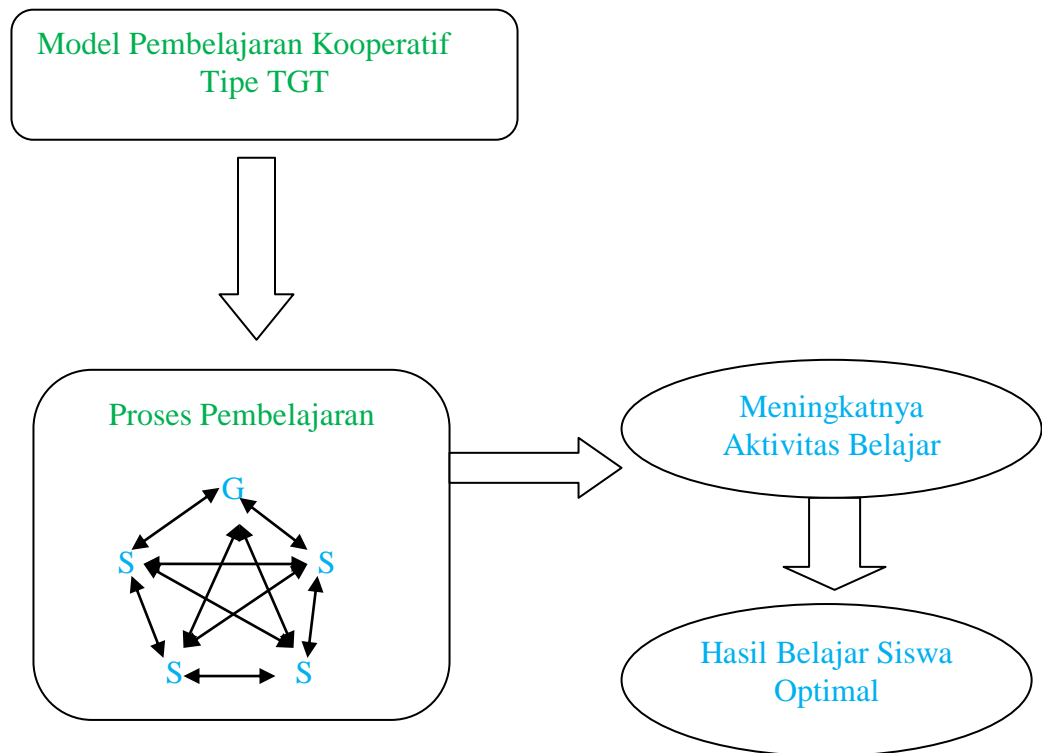 Model Pembelajaran Kooperatif
Tipe TGT
Proses Pembelajaran
G
S S
S S
Meningkatnya
Aktivitas Belajar
Hasil Belajar Siswa
Optimal